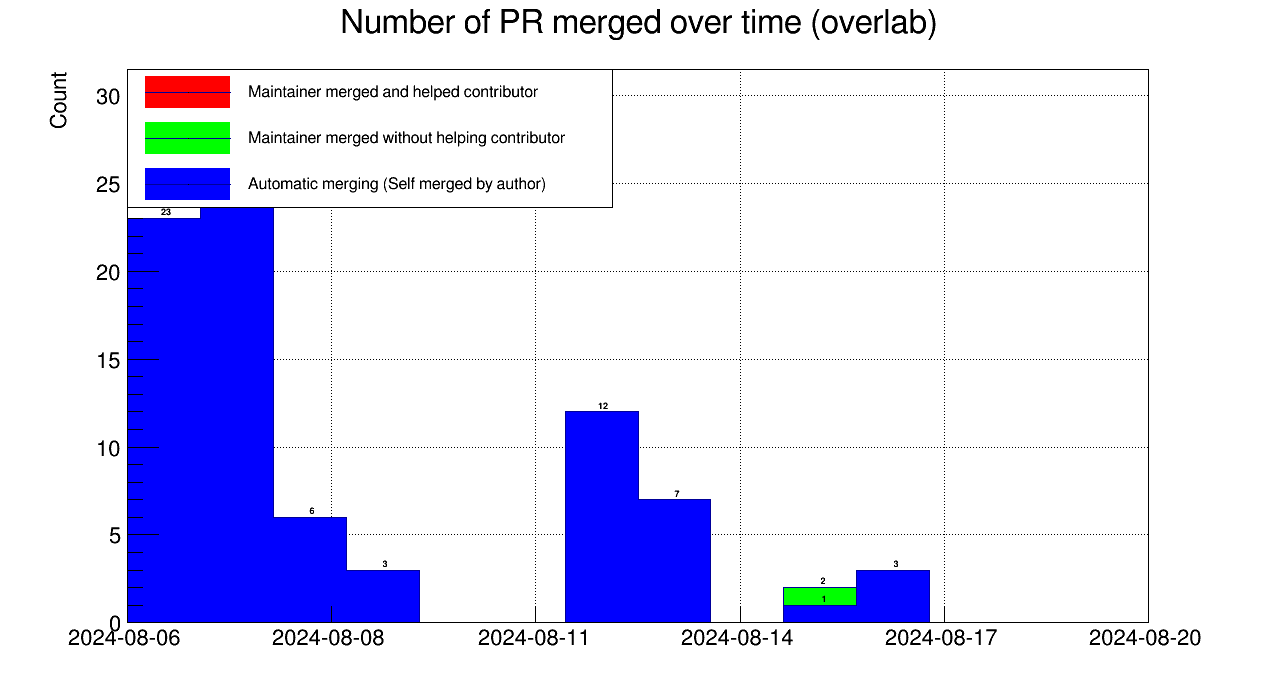 Number of PR merged over time (overlab)
Count
Maintainer merged and helped contributor
Maintainer merged without helping contributor
Automatic merging (Self merged by author)
30
25
20
15
10
5
0
23
6
3
12
7
2
1
3
2024-08-06 2024-08-08 2024-08-11 2024-08-14 2024-08-17 2024-08-20